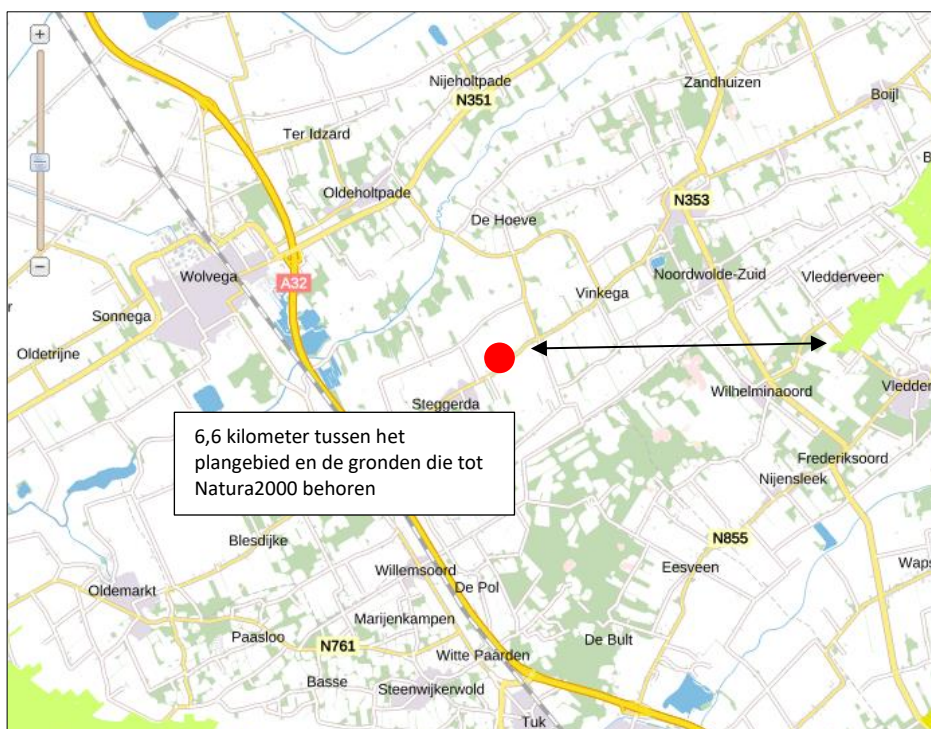 +
Nijeholtpade
N351
Zandhuizen
Boijl
Ter Idzard
B
Oldeholtpade
N353
De Hoeve
Wolvega
A32
Noordwolde-Zuid
Vledderveen
Vinkega
r
Sonnega
Oldetrijne
Steggerda
Wilhelminaoord
Vledder
6,6 kilometer tussen het
plangebied en de gronden die tot
Natura2000 behoren
Frederiksoord
Nijensleek
N855
Blesdijke
Willemsoord
De Pol
Eesveen
Waps
Oldemarkt
Marijenkampen
Paasloo
N761
Witte Paarden
De Bult
Basse
Steenwijkerwold
Tuk